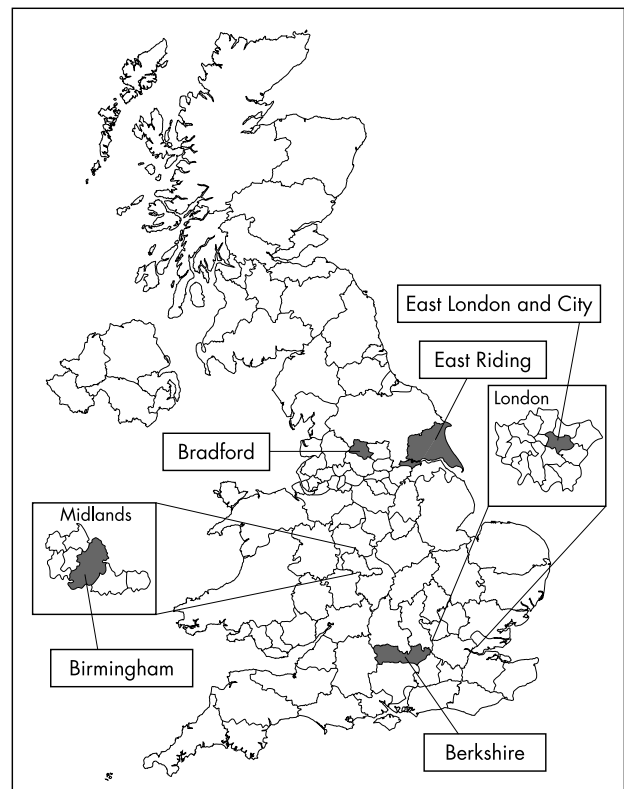 East London and City
East Riding
London
Bradford
Midlands
Birmingham
Berkshire